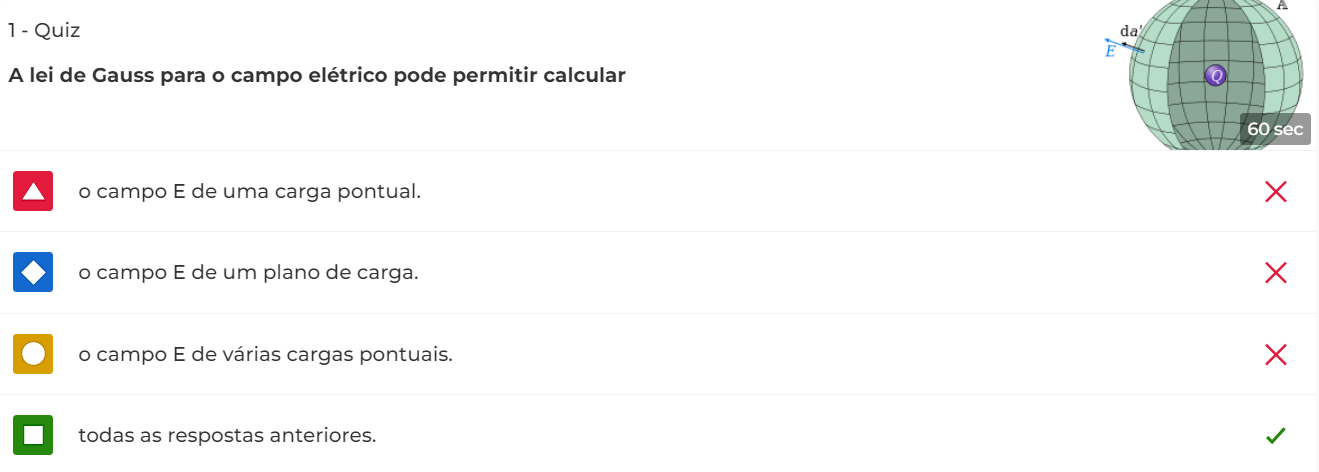 1 - Quiz
A lei de Gauss para o campo elétrico pode permitir calcular
A
da
E
Q
60 sec
o campo E de uma carga pontual.
o campo E de um plano de carga.
o campo E de várias cargas pontuais.
todas as respostas anteriores.